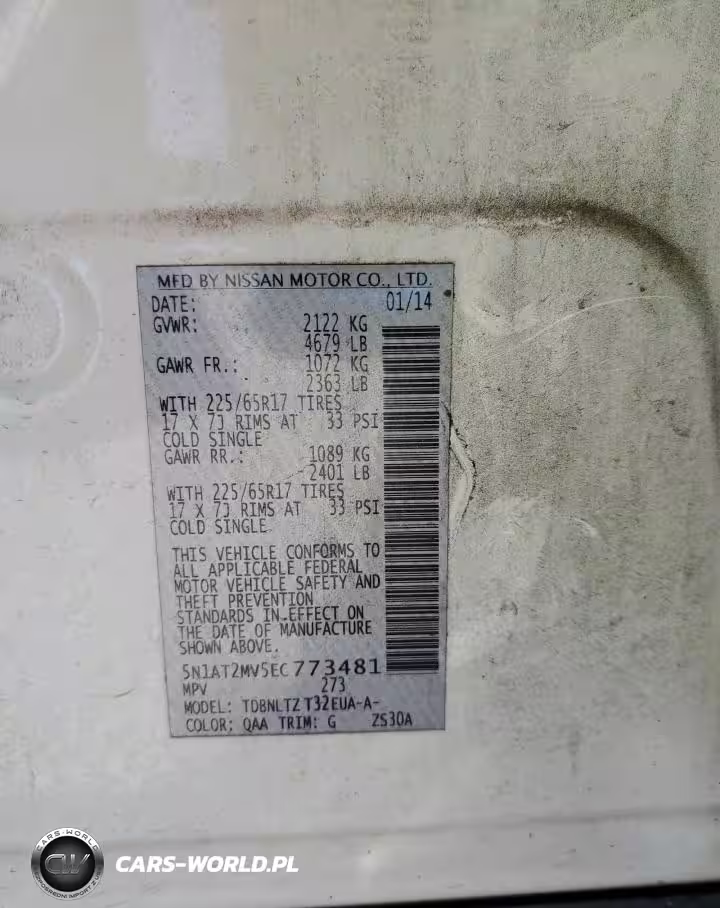 MFD BY NISSAN MOTOR CO., LTD.
DATE: 01/14
GVWR: 2122 KG
4679 LB
GAWR FR.: 1072 KG
2363 LB
WITH 225/65R17 TIRES
17 X 7J RIMS AT 33 PSI
COLD SINGLE
GAWR RR.: 1089 KG
2401 LB
WITH 225/65R17 TIRES
17 X 7J RIMS AT 33 PSI
COLD SINGLE
THIS VEHICLE CONFORMS TO
ALL APPLICABLE FEDERAL
MOTOR VEHICLE SAFETY AND
THEFT PREVENTION
STANDARDS IN EFFECT ON
THE DATE OF MANUFACTURE
SHOWN ABOVE.
5N1AT2MV5EC773481
MPV 273
MODEL: TDBNLTZ T32EUA-A-
COLOR: QAA TRIM: G ZS30A
CARS-WORLD
CW
CARS-WORLD.PL